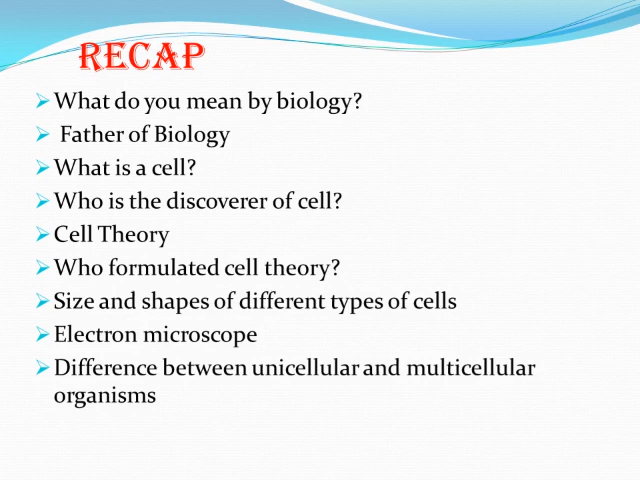 RECAP
What do you mean by biology?
Father of Biology
What is a cell?
Who is the discoverer of cell?
Cell Theory
Who formulated cell theory?
Size and shapes of different types of cells
Electron microscope
Difference between unicellular and multicellular
organisms